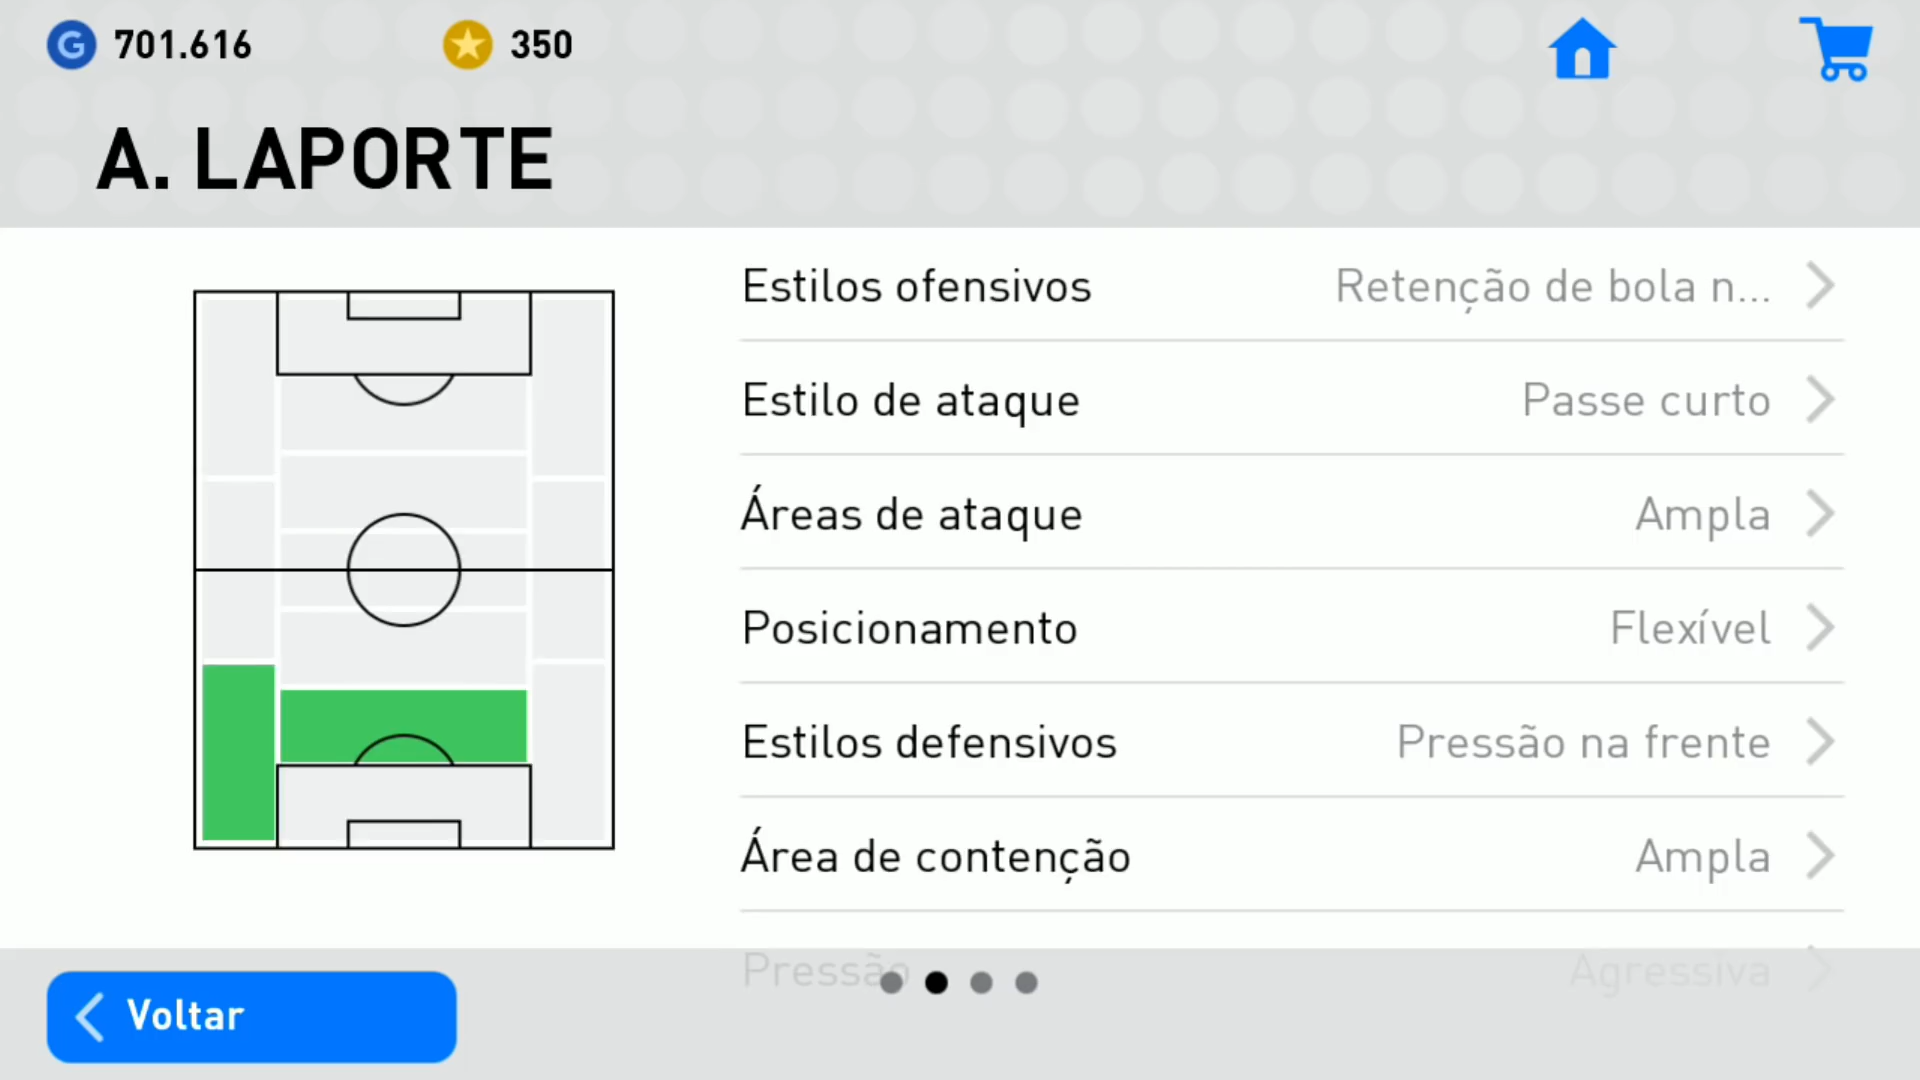 G 701.616 350
A. LAPORTE
Estilos ofensivos Retenção de bola n...
Estilo de ataque Passe curto
Áreas de ataque Ampla
Posicionamento Flexível
Estilos defensivos Pressão na frente
Área de contenção Ampla
Pressão Agressiva
Voltar